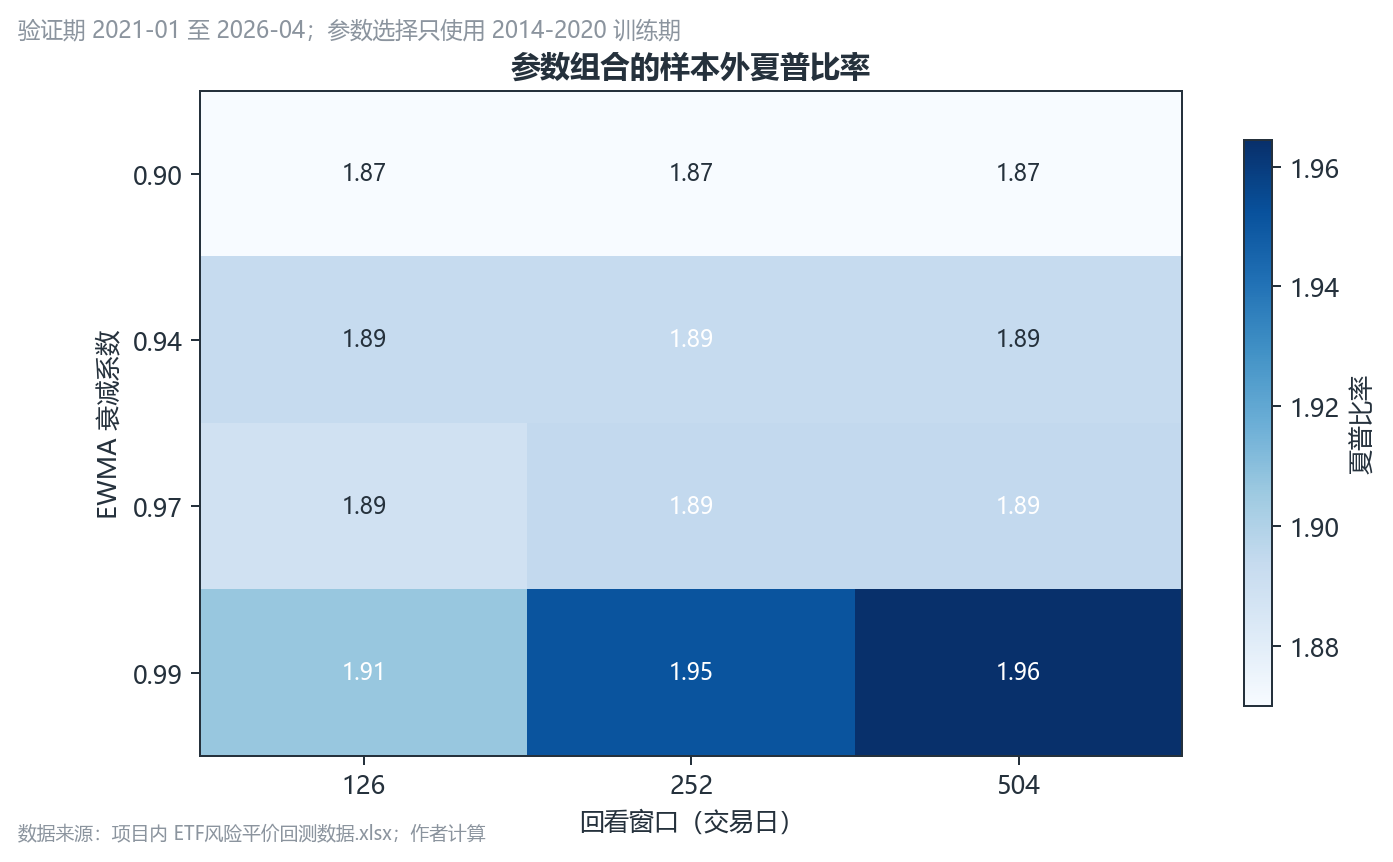 验证期 2021-01 至 2026-04；参数选择只使用 2014-2020 训练期
参数组合的样本外夏普比率
0.90 1.87 1.87 1.87
0.94 1.89 1.89 1.89
0.97 1.89 1.89 1.89
0.99 1.91 1.95 1.96
126 252 504
EWMA 衰减系数
回看窗口（交易日）
1.96
1.94
1.92
1.90
1.88
夏普比率
数据来源：项目内 ETF风险平价回测数据.xlsx；作者计算